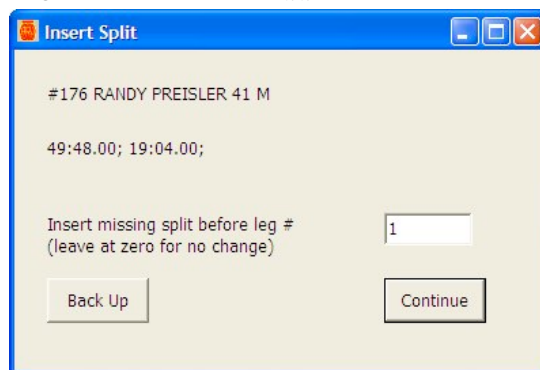 Insert Split
#176 RANDY PREISLER 41 M
49:48.00; 19:04.00;
Insert missing split before leg #
(leave at zero for no change)
1
Back Up
Continue